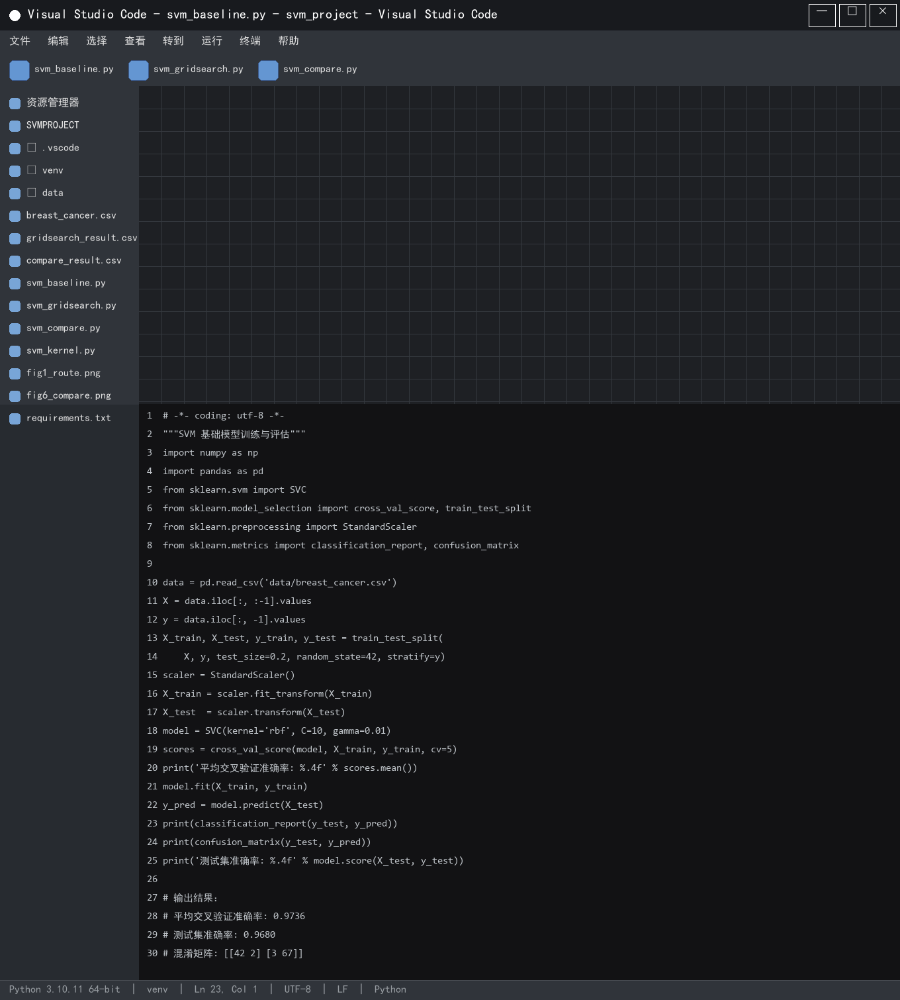 Visual Studio Code — svm_baseline.py — svm_project — Visual Studio Code
文件 编辑 选择 查看 转到 运行 终端 帮助
svm_baseline.py svm_gridsearch.py svm_compare.py
资源管理器
SVMPROJECT
.vscode
venv
data
breast_cancer.csv
gridsearch_result.csv
compare_result.csv
svm_baseline.py
svm_gridsearch.py
svm_compare.py
svm_kernel.py
fig1_route.png
fig6_compare.png
requirements.txt
1 # -*- coding: utf-8 -*-
2 """SVM 基础模型训练与评估"""
3 import numpy as np
4 import pandas as pd
5 from sklearn.svm import SVC
6 from sklearn.model_selection import cross_val_score, train_test_split
7 from sklearn.preprocessing import StandardScaler
8 from sklearn.metrics import classification_report, confusion_matrix
9
10 data = pd.read_csv('data/breast_cancer.csv')
11 X = data.iloc[:, :-1].values
12 y = data.iloc[:, -1].values
13 X_train, X_test, y_train, y_test = train_test_split(
14     X, y, test_size=0.2, random_state=42, stratify=y)
15 scaler = StandardScaler()
16 X_train = scaler.fit_transform(X_train)
17 X_test  = scaler.transform(X_test)
18 model = SVC(kernel='rbf', C=10, gamma=0.01)
19 scores = cross_val_score(model, X_train, y_train, cv=5)
20 print('平均交叉验证准确率: %.4f' % scores.mean())
21 model.fit(X_train, y_train)
22 y_pred = model.predict(X_test)
23 print(classification_report(y_test, y_pred))
24 print(confusion_matrix(y_test, y_pred))
25 print('测试集准确率: %.4f' % model.score(X_test, y_test))
26
27 # 输出结果:
28 # 平均交叉验证准确率: 0.9736
29 # 测试集准确率: 0.9680
30 # 混淆矩阵: [[42 2] [3 67]]
Python 3.10.11 64-bit | venv | Ln 23, Col 1 | UTF-8 | LF | Python